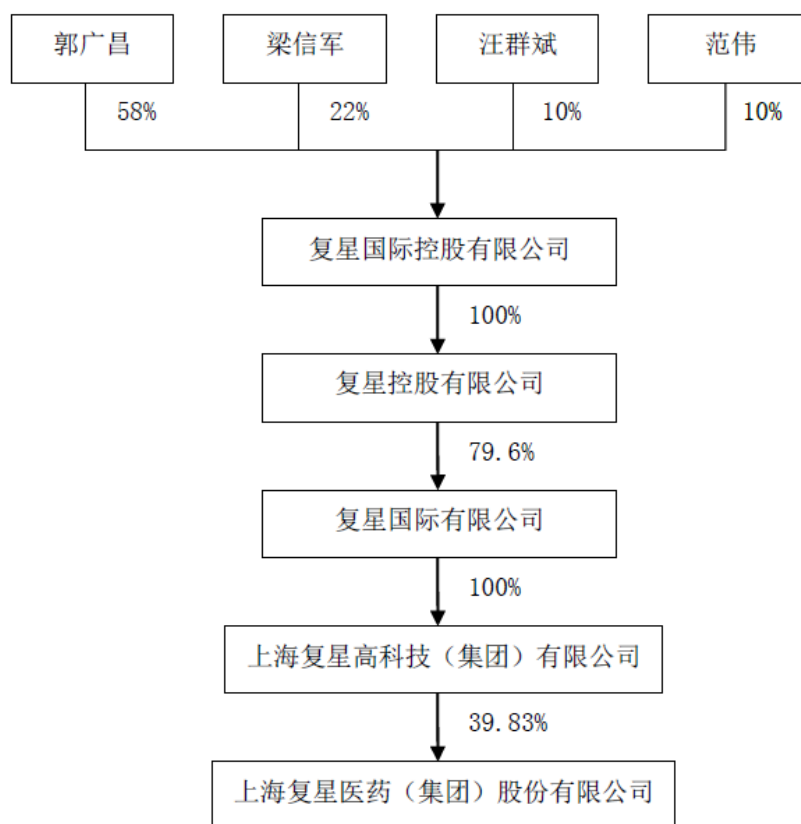 郭广昌
梁信军
汪群斌
范伟
58%
22%
10%
10%
复星国际控股有限公司
100%
复星控股有限公司
79.6%
复星国际有限公司
100%
上海复星高科技（集团）有限公司
39.83%
上海复星医药（集团）股份有限公司